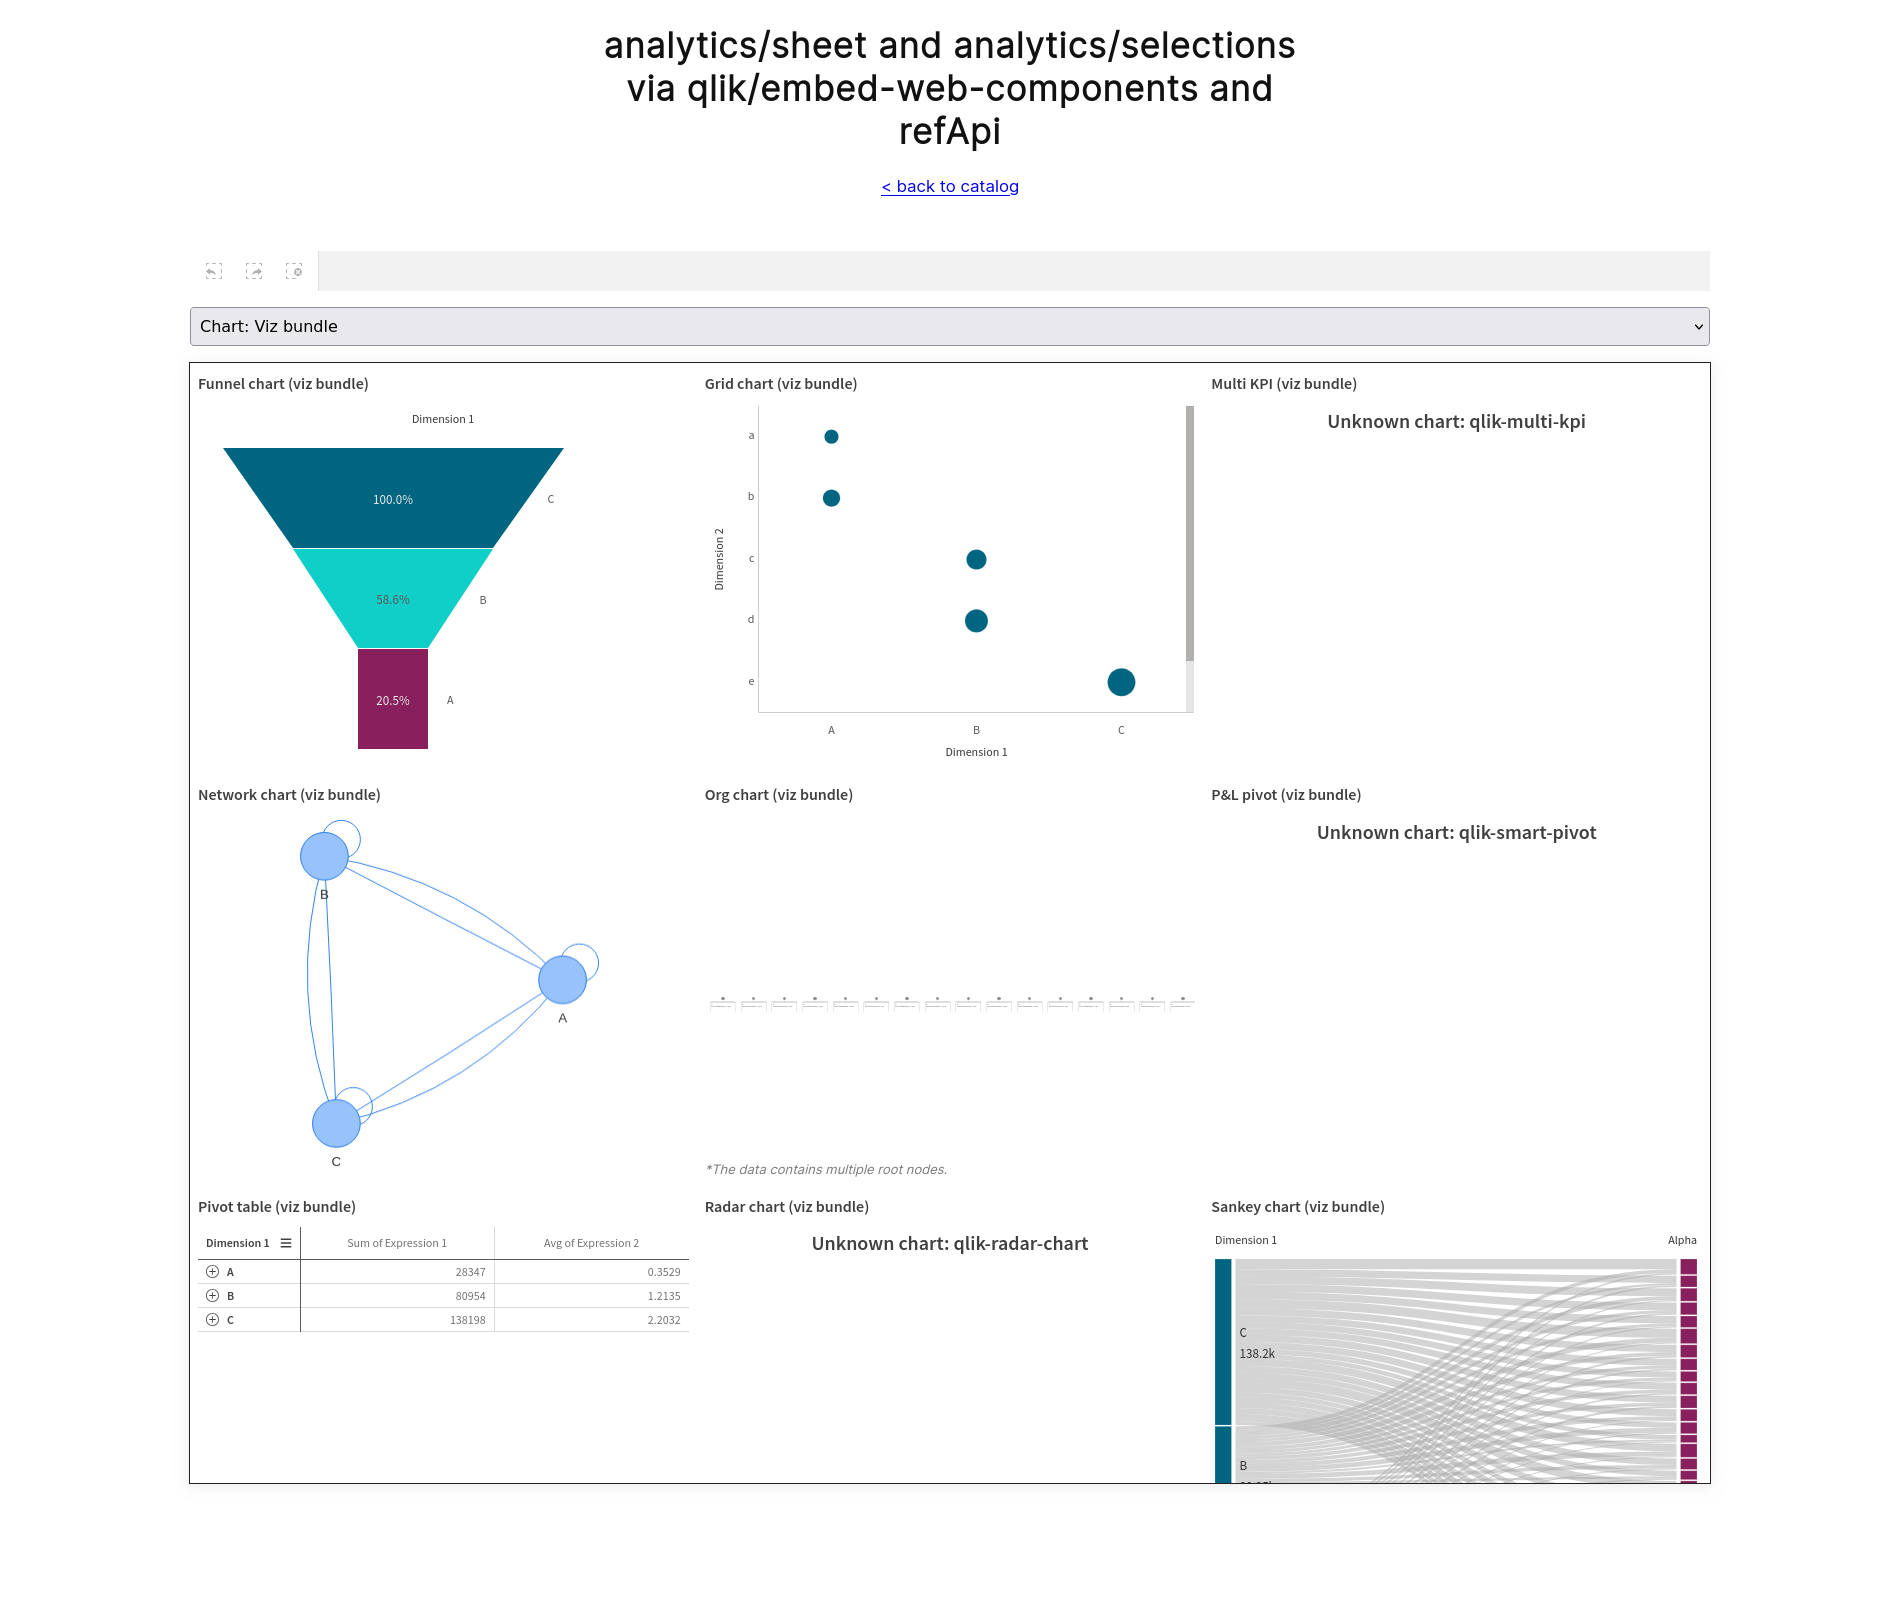 analytics/sheet and analytics/selections
via qlik/embed-web-components and
refApi
< back to catalog
Chart: Viz bundle
Funnel chart (viz bundle)
Dimension 1
100.0%
C
58.6%
B
20.5%
A
Grid chart (viz bundle)
Dimension 2
a
b
c
d
e
A B C
Dimension 1
Multi KPI (viz bundle)
Unknown chart: qlik-multi-kpi
Network chart (viz bundle)
B
A
C
Org chart (viz bundle)
*The data contains multiple root nodes.
P&L pivot (viz bundle)
Unknown chart: qlik-smart-pivot
Pivot table (viz bundle)
Dimension 1 Sum of Expression 1 Avg of Expression 2
A 28347 0.3529
B 80954 1.2135
C 138198 2.2032
Radar chart (viz bundle)
Unknown chart: qlik-radar-chart
Sankey chart (viz bundle)
Dimension 1 Alpha
C
138.2k
B